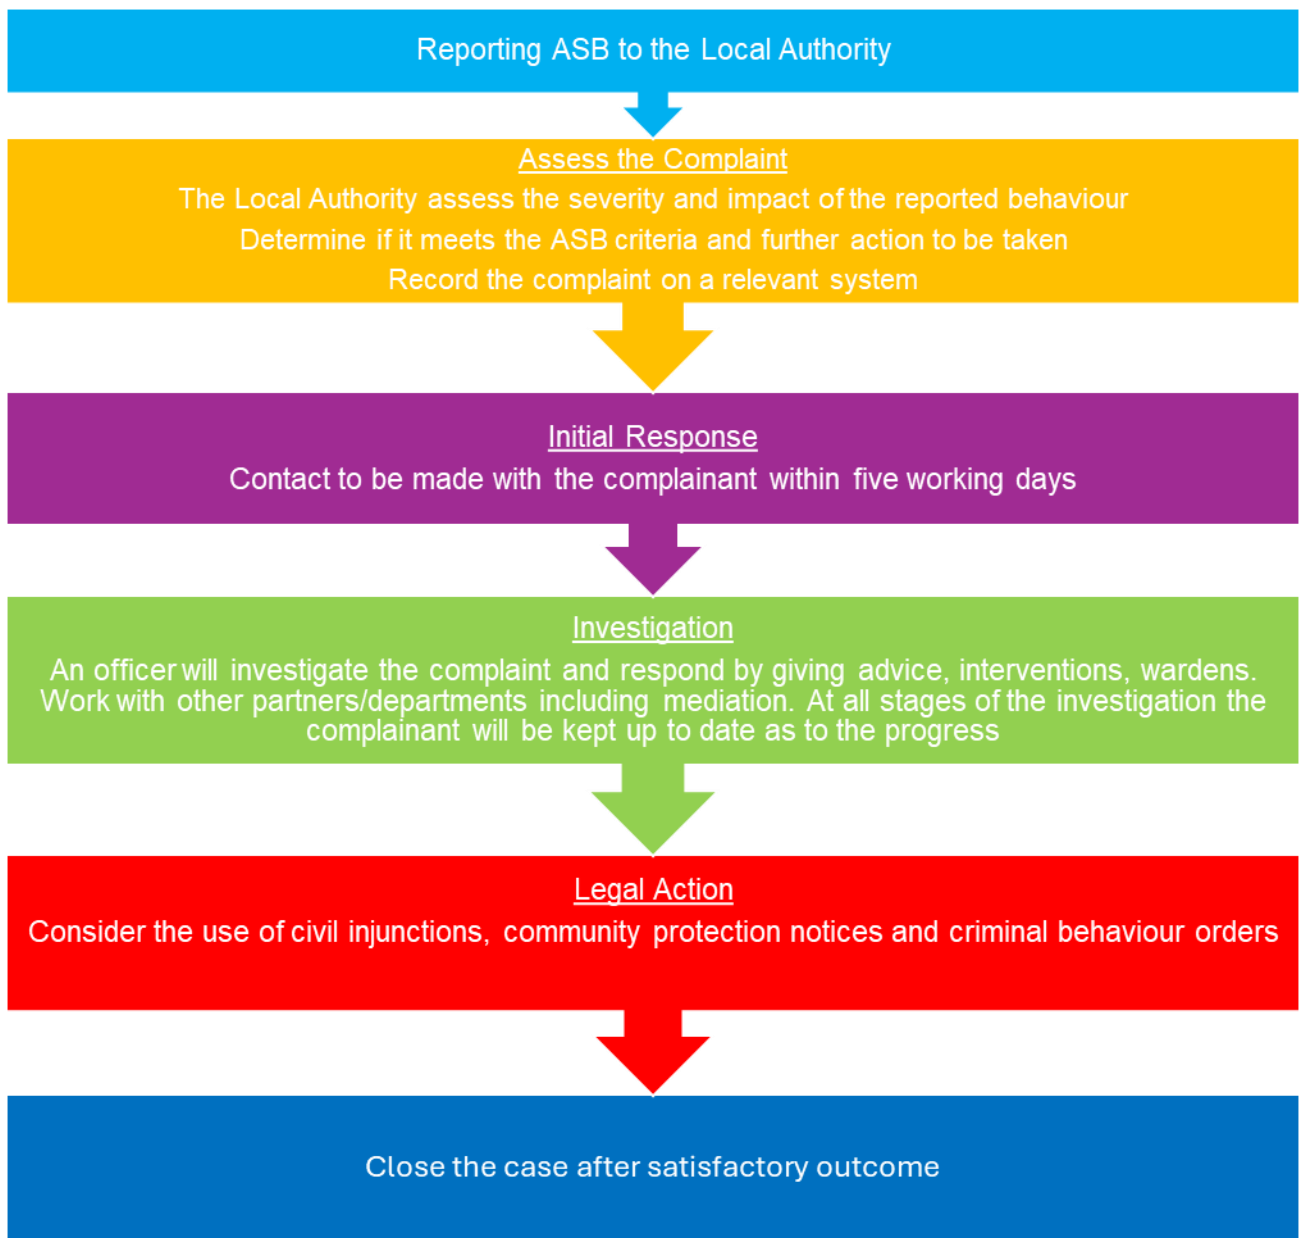 Reporting ASB to the Local Authority
Assess the Complaint
The Local Authority assess the severity and impact of the reported behaviour
Determine if it meets the ASB criteria and further action to be taken
Record the complaint on a relevant system
Initial Response
Contact to be made with the complainant within five working days
Investigation
An officer will investigate the complaint and respond by giving advice, interventions, wardens.
Work with other partners/departments including mediation. At all stages of the investigation the
complainant will be kept up to date as to the progress
Legal Action
Consider the use of civil injunctions, community protection notices and criminal behaviour orders
Close the case after satisfactory outcome